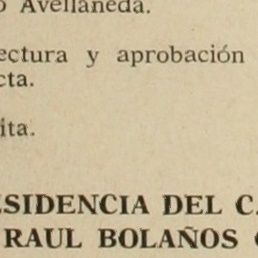 o Avellaneda.
ectura y aprobación
cta.
ita.
ESIDENCIA DEL C.
RAUL BOLAÑOS